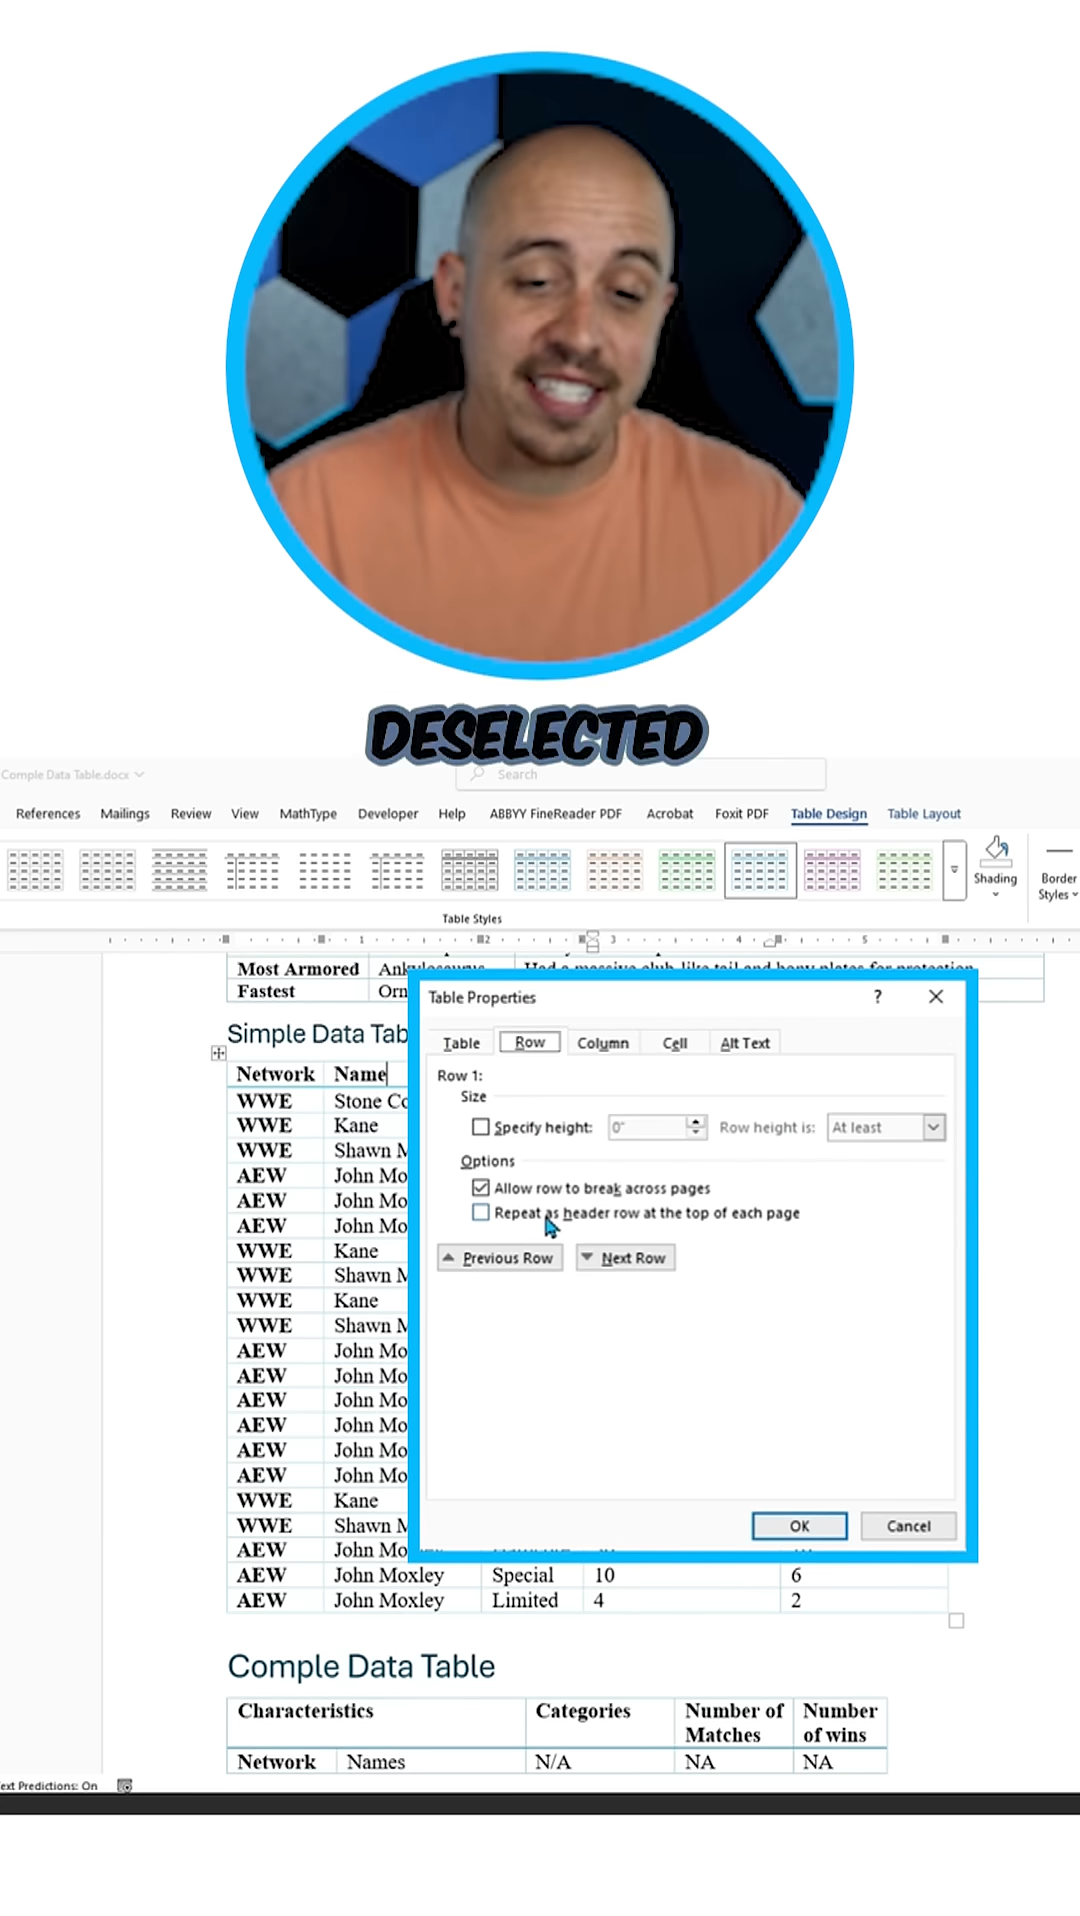 DESELECTED
Comple Data Table.docx
Search
References Mailings Review View MathType Developer Help ABBYY FineReader PDF Acrobat Foxit PDF Table Design Table Layout
Shading
Border
Styles
Table Styles
1 2 3 4 5
Most Armored Ankylosaurus Had a massive club-like tail and bony plates for protection
Fastest Orn
Table Properties ?
Simple Data Tab
Table Row Column Cell Alt Text
Network Name
Row 1:
Size
WWE Stone Co
Specify height: 0" Row height is: At least
WWE Kane
WWE Shawn M
Options
AEW John Mo
Allow row to break across pages
AEW John Mo
Repeat as header row at the top of each page
AEW John Mo
WWE Kane
Previous Row Next Row
WWE Shawn M
WWE Kane
WWE Shawn M
AEW John Mo
AEW John Mo
AEW John Mo
AEW John Mo
AEW John Mo
AEW John Mo
WWE Kane
WWE Shawn M
OK Cancel
AEW John Mo
AEW John Moxley Special 10 6
AEW John Moxley Limited 4 2
Comple Data Table
Characteristics Categories Number of Matches Number of wins
Network Names N/A NA NA
ext Predictions: On